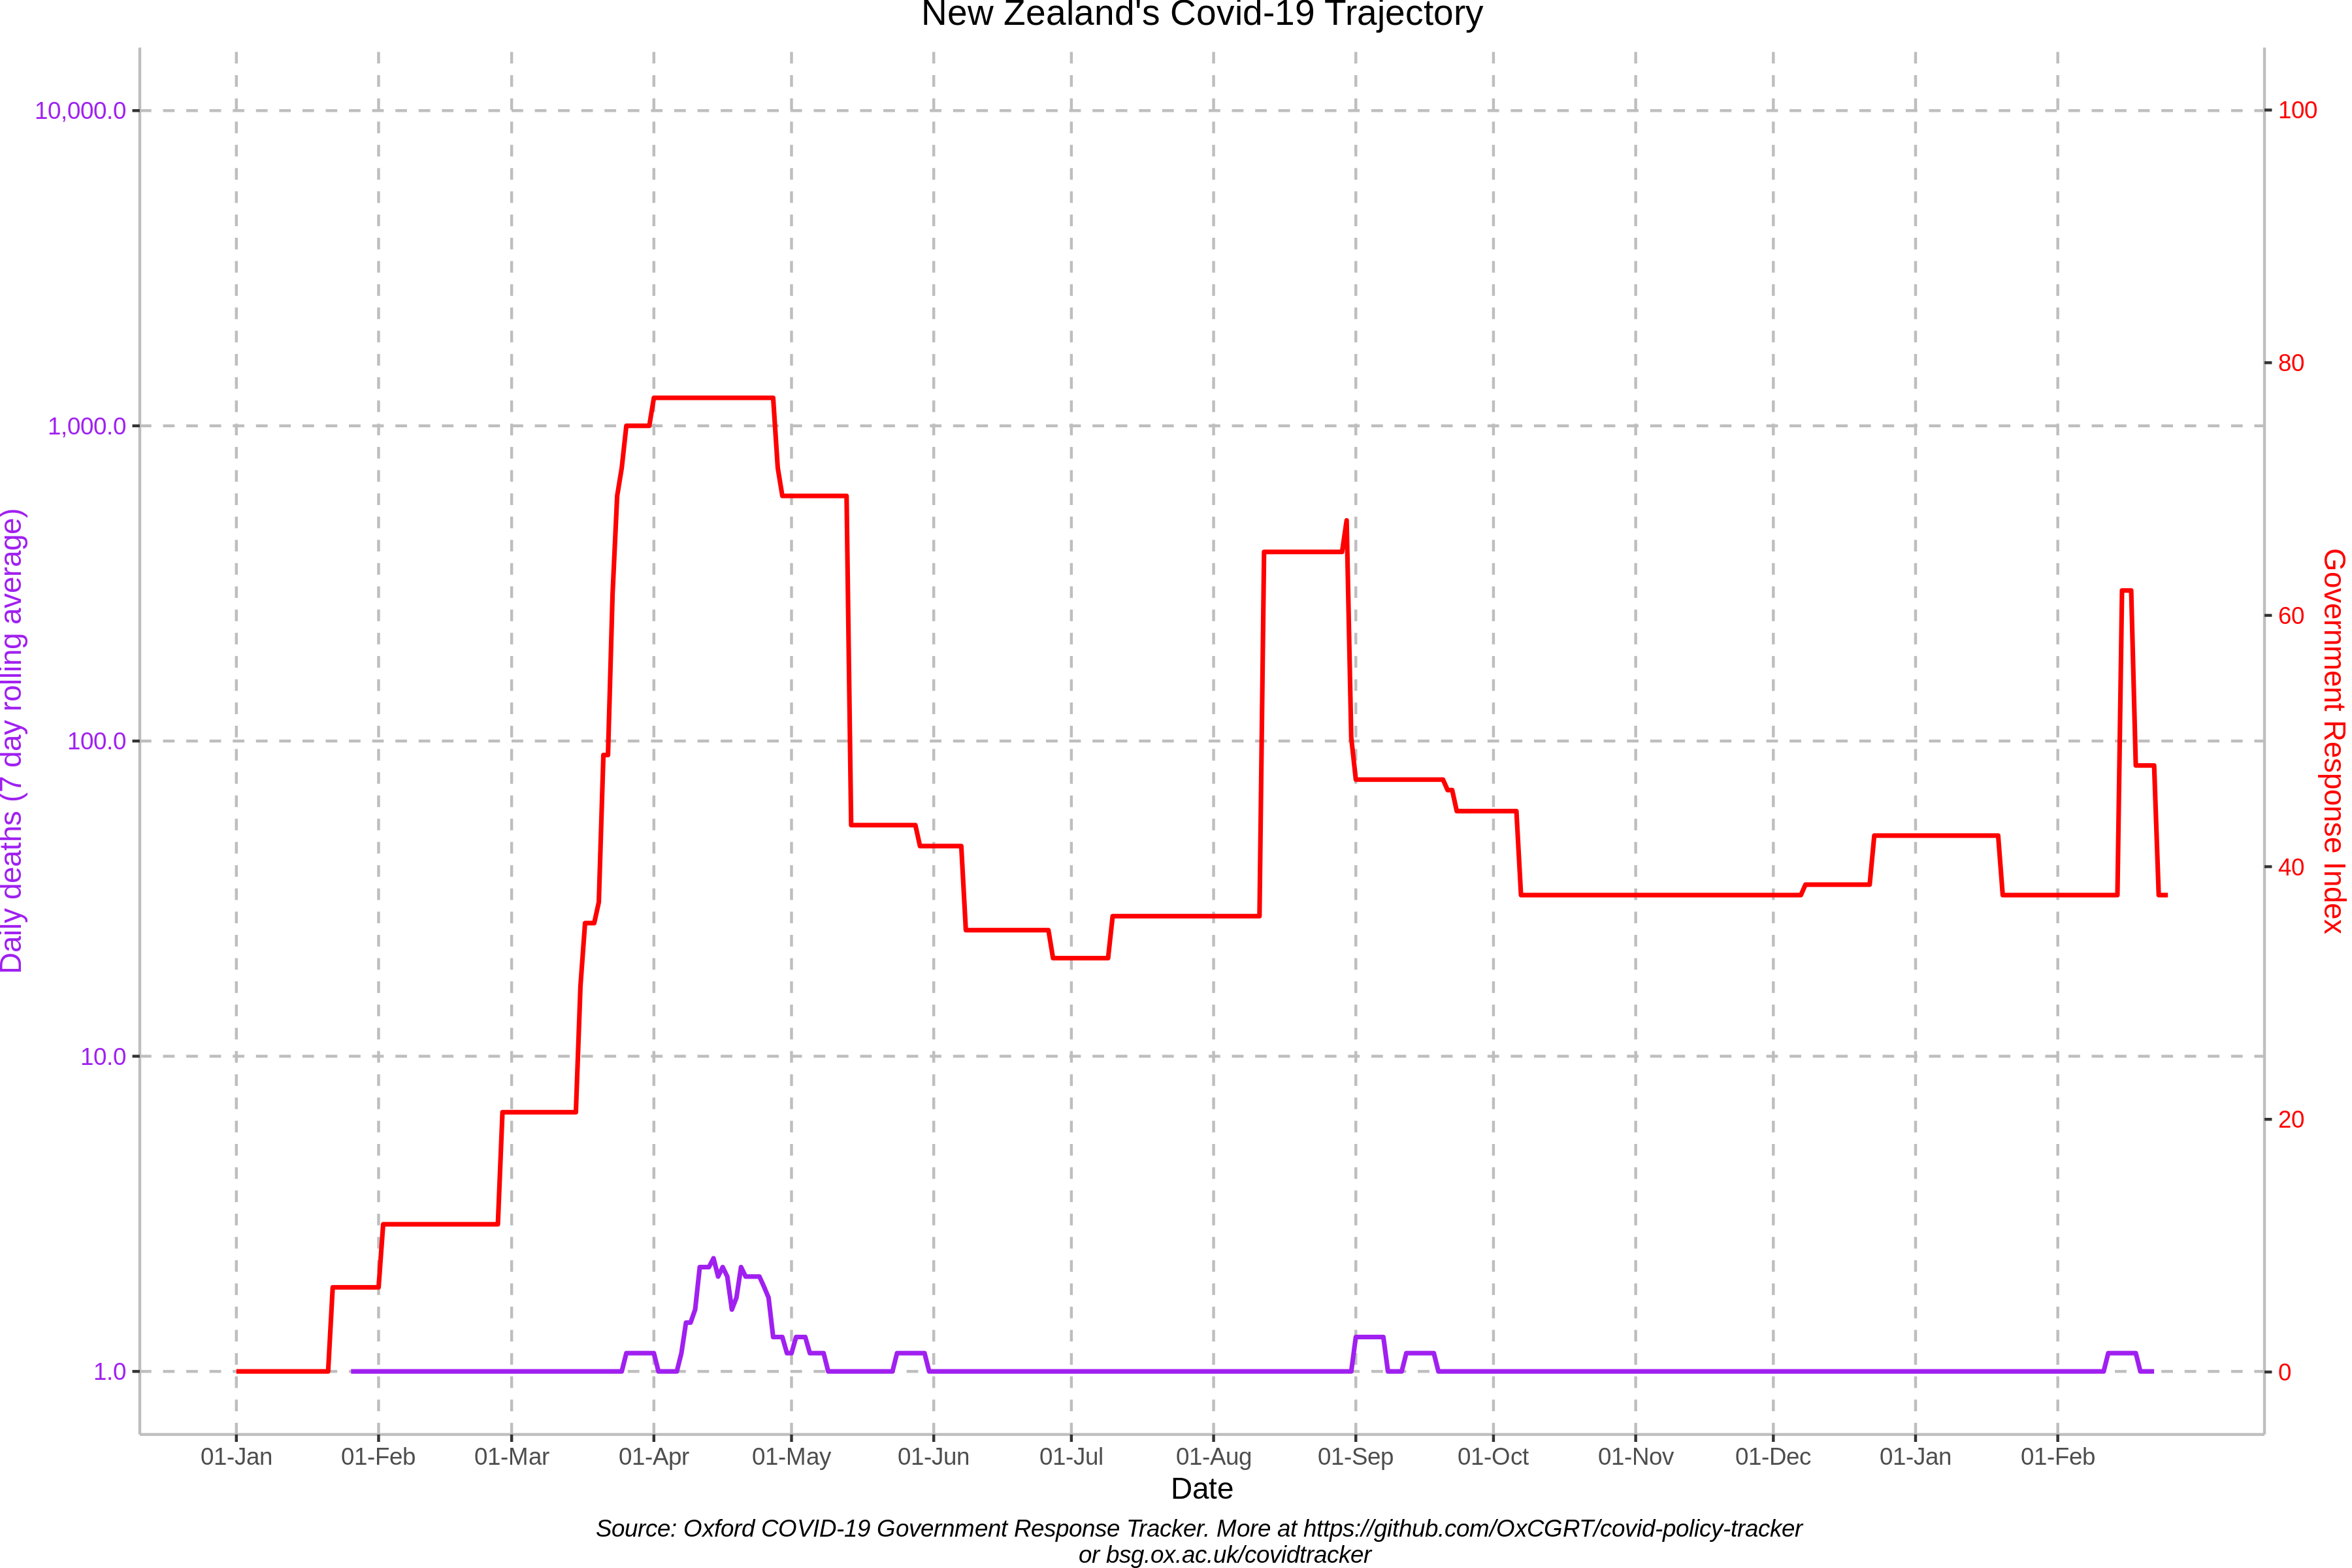 New Zealand's Covid-19 Trajectory
10,000.0
1,000.0
100.0
10.0
1.0
Daily deaths (7 day rolling average)
100
80
60
40
20
0
Government Response Index
01-Jan 01-Feb 01-Mar 01-Apr 01-May 01-Jun 01-Jul 01-Aug 01-Sep 01-Oct 01-Nov 01-Dec 01-Jan 01-Feb
Date
Source: Oxford COVID-19 Government Response Tracker. More at https://github.com/OxCGRT/covid-policy-tracker
or bsg.ox.ac.uk/covidtracker